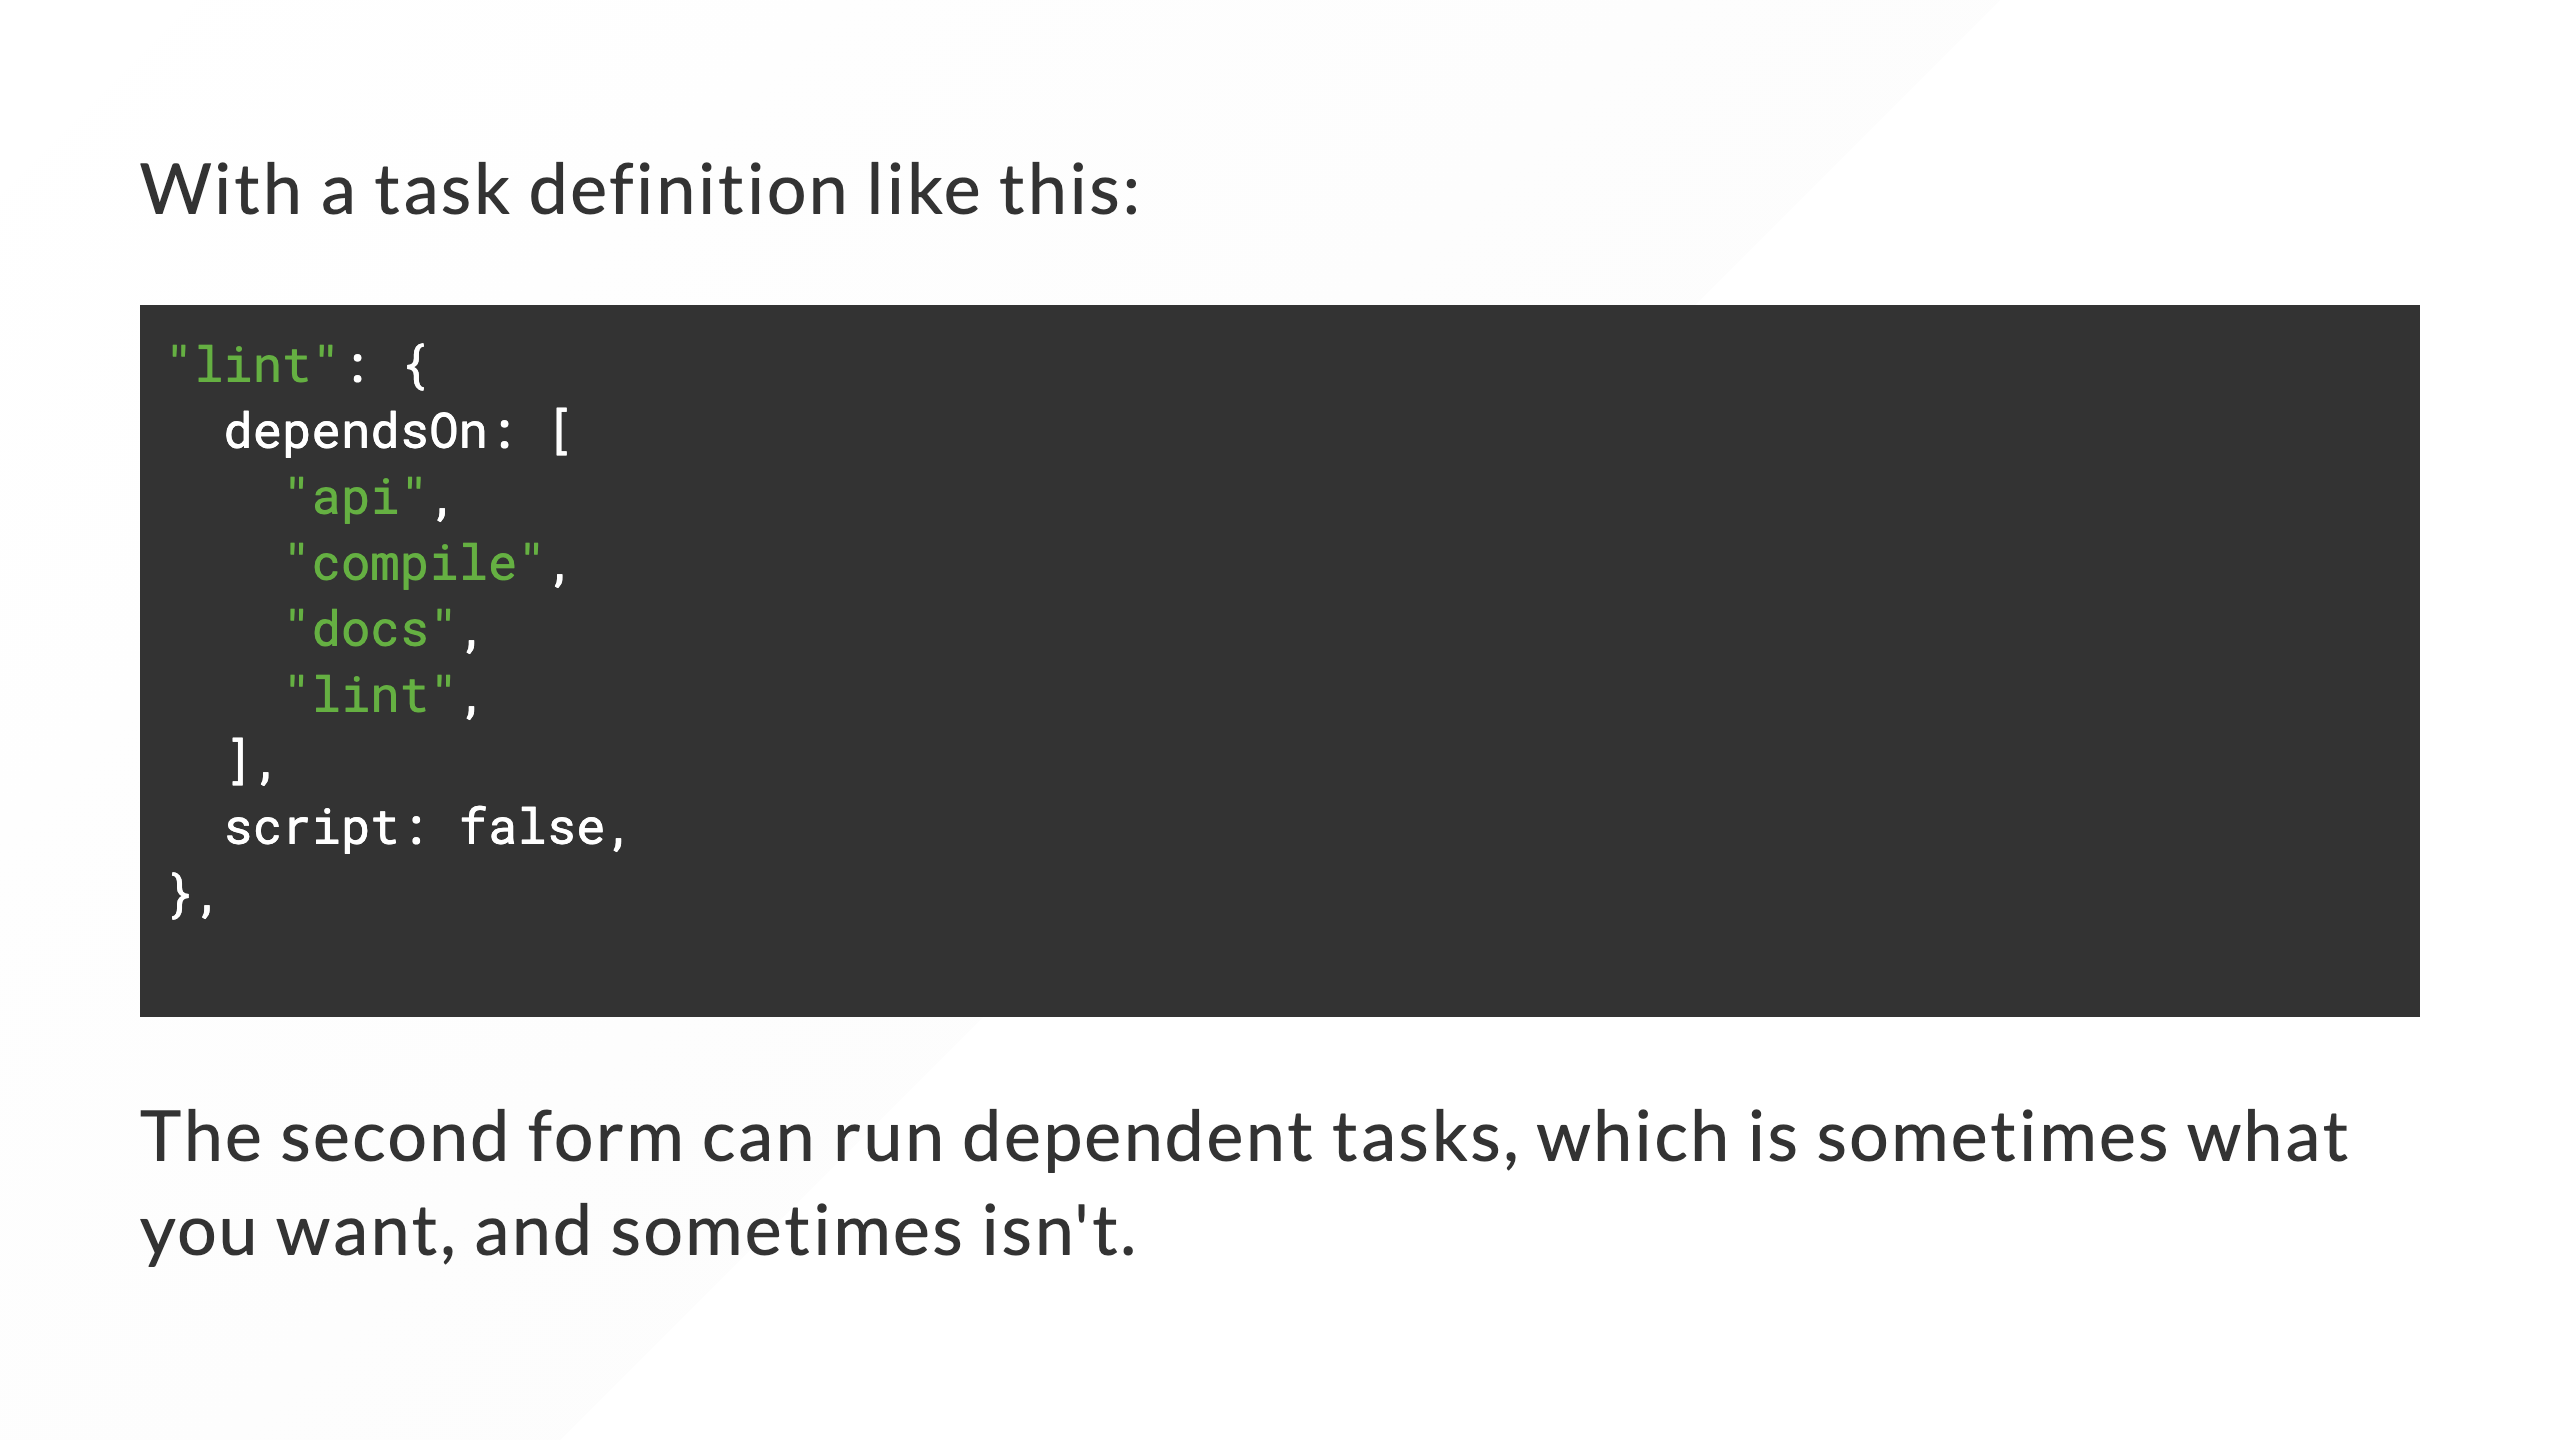 With a task definition like this:
"lint": {
  dependsOn: [
    "api",
    "compile",
    "docs",
    "lint",
  ],
  script: false,
},
The second form can run dependent tasks, which is sometimes what
you want, and sometimes isn't.